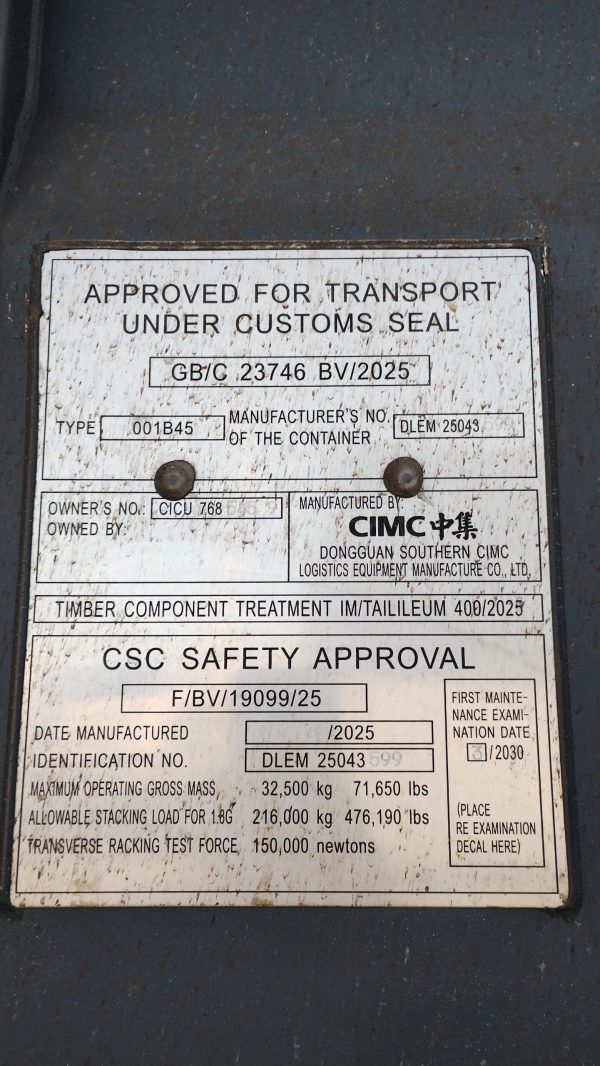 APPROVED FOR TRANSPORT
UNDER CUSTOMS SEAL
GB/C 23746 BV/2025
TYPE 001B45 MANUFACTURER'S NO.
OF THE CONTAINER DLEM 25043
OWNER'S NO.: CICU 768
OWNED BY:
MANUFACTURED BY:
CIMC 中集
DONGGUAN SOUTHERN CIMC
LOGISTICS EQUIPMENT MANUFACTURE CO., LTD.
TIMBER COMPONENT TREATMENT IM/TAILILEUM 400/2025
CSC SAFETY APPROVAL
F/BV/19099/25
DATE MANUFACTURED /2025
IDENTIFICATION NO. DLEM 25043 599
MAXIMUM OPERATING GROSS MASS 32,500 kg 71,650 lbs
ALLOWABLE STACKING LOAD FOR 1.8G 216,000 kg 476,190 lbs
TRANSVERSE RACKING TEST FORCE 150,000 newtons
FIRST MAINTE-
NANCE EXAMI-
NATION DATE
3/2030
(PLACE
RE EXAMINATION
DECAL HERE)